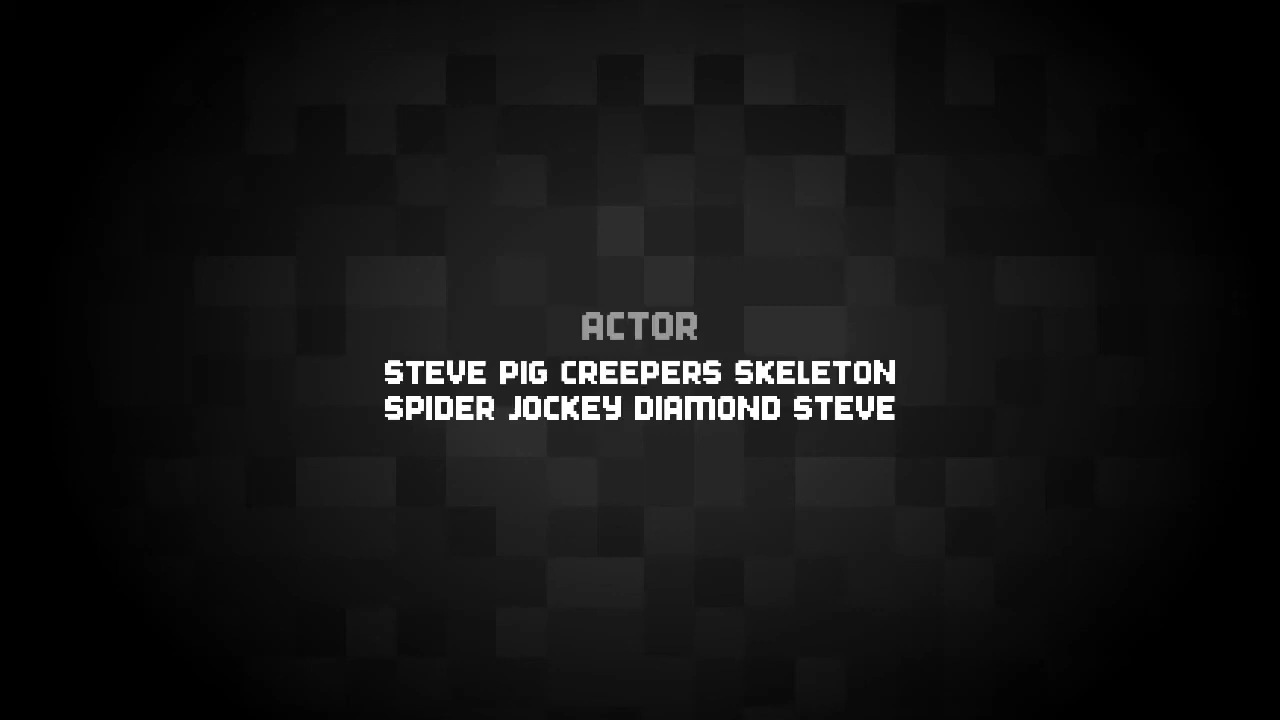 ACTOR
STEVE PIG CREEPERS SKELETON
SPIDER JOCKEY DIAMOND STEVE